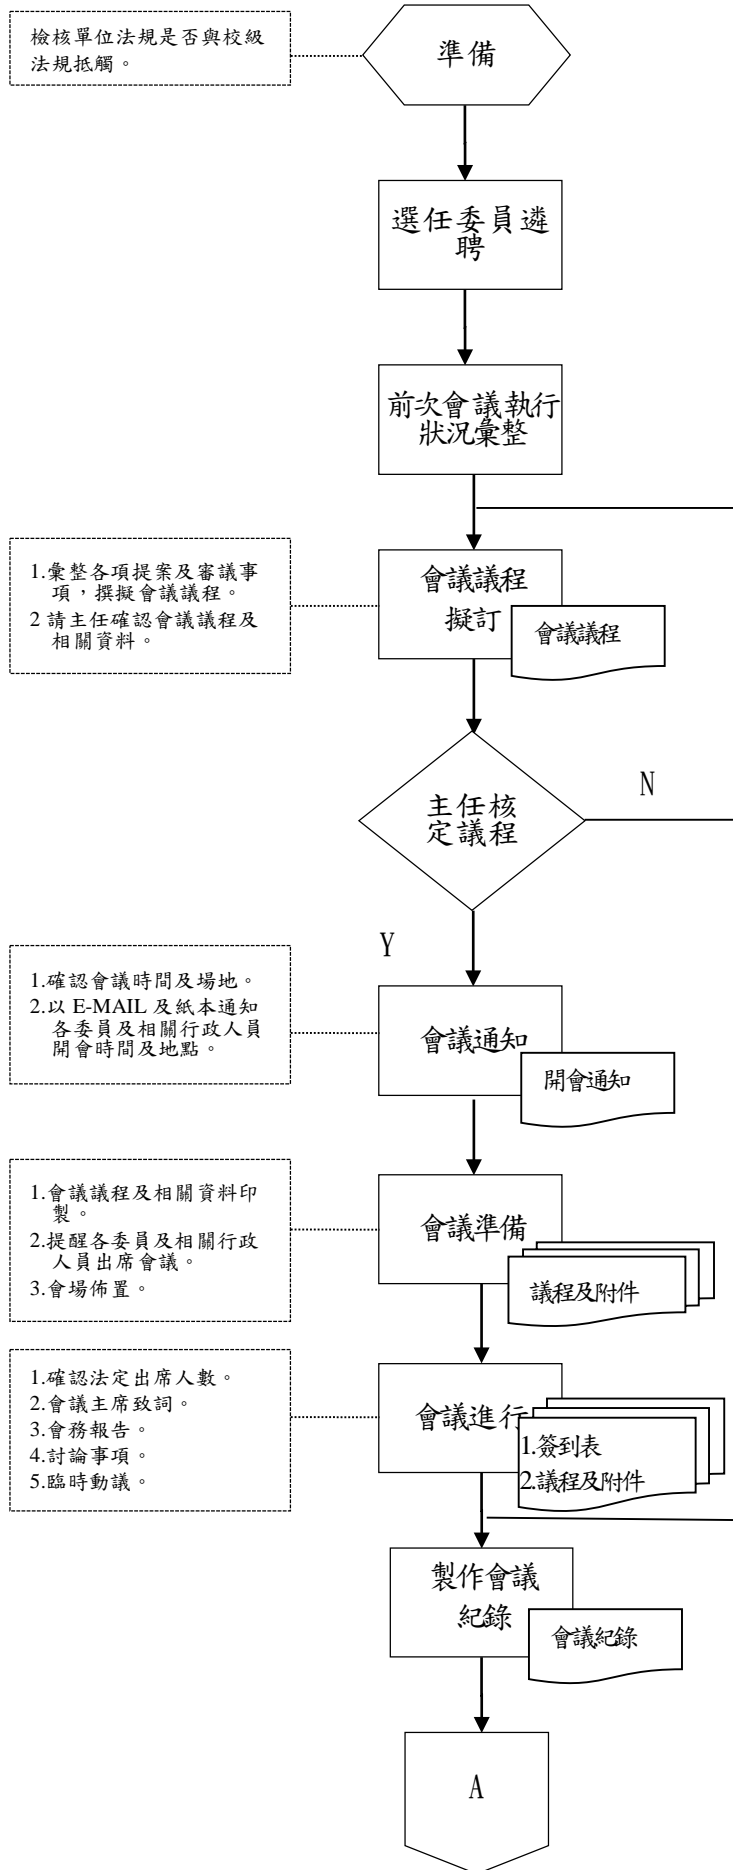 檢核單位法規是否與校級
法規抵觸。
準備
選任委員遴
聘
前次會議執行
狀況彙整
1.彙整各項提案及審議事
項，撰擬會議議程。
2 請主任確認會議議程及
相關資料。
會議議程
擬訂
會議議程
主任核
定議程
N
Y
1.確認會議時間及場地。
2.以 E-MAIL 及紙本通知
各委員及相關行政人員
開會時間及地點。
會議通知
開會通知
1.會議議程及相關資料印
製。
2.提醒各委員及相關行政
人員出席會議。
3.會場佈置。
會議準備
議程及附件
1.確認法定出席人數。
2.會議主席致詞。
3.會務報告。
4.討論事項。
5.臨時動議。
會議進行
1.簽到表
2.議程及附件
製作會議
紀錄
會議紀錄
A